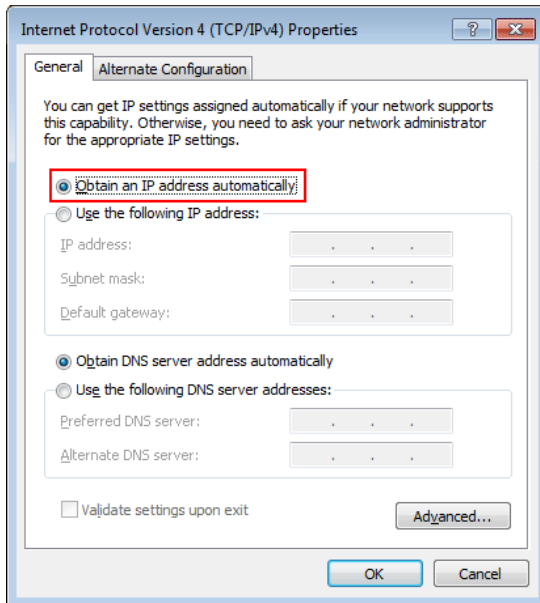 Internet Protocol Version 4 (TCP/IPv4) Properties
General
Alternate Configuration
You can get IP settings assigned automatically if your network supports
this capability. Otherwise, you need to ask your network administrator
for the appropriate IP settings.
Obtain an IP address automatically
Use the following IP address:
IP address:
Subnet mask:
Default gateway:
Obtain DNS server address automatically
Use the following DNS server addresses:
Preferred DNS server:
Alternate DNS server:
Validate settings upon exit
Advanced...
OK
Cancel